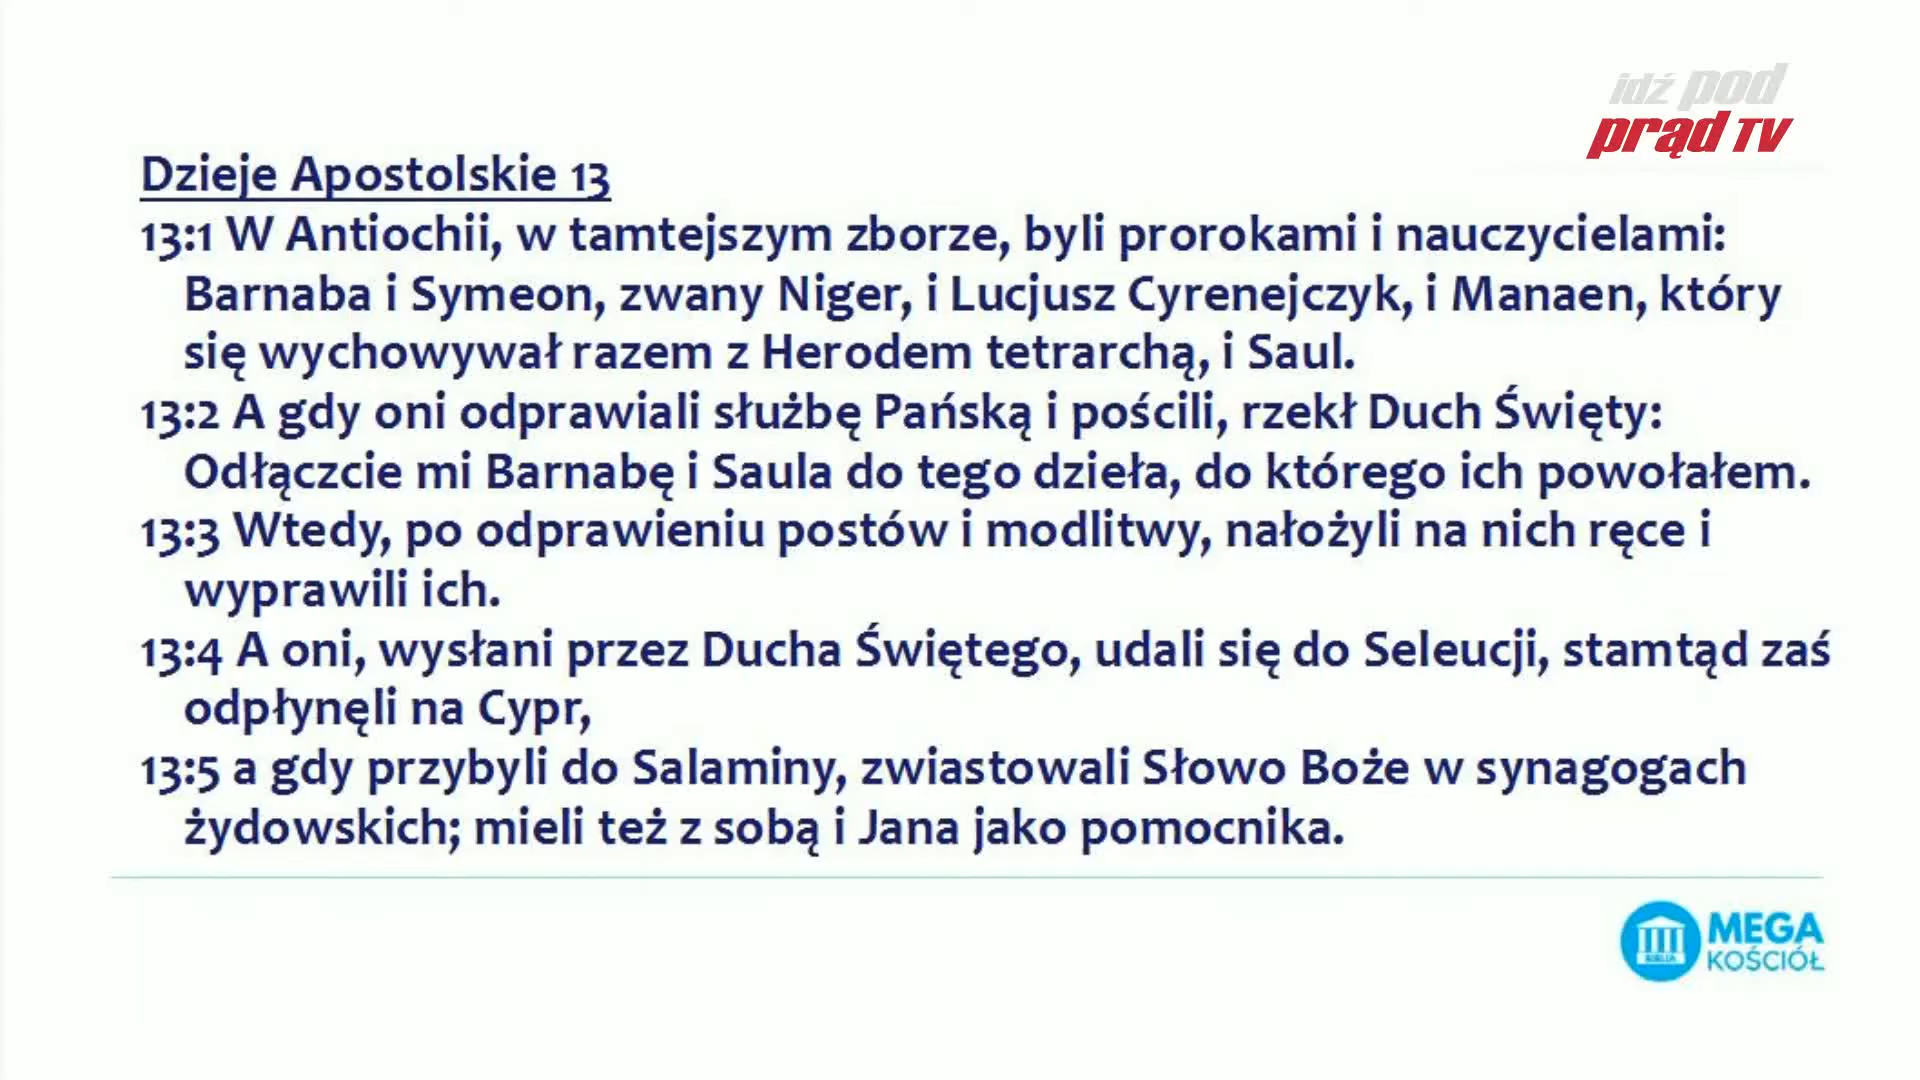 idź pod
prąd TV
Dzieje Apostolskie 13
13:1 W Antiochii, w tamtejszym zborze, byli prorokami i nauczycielami:
Barnaba i Symeon, zwany Niger, i Lucjusz Cyrenejczyk, i Manaen, który
się wychowywał razem z Herodem tetrarchą, i Saul.
13:2 A gdy oni odprawiali służbę Pańską i pościli, rzekł Duch Święty:
Odłączcie mi Barnabę i Saula do tego dzieła, do którego ich powołałem.
13:3 Wtedy, po odprawieniu postów i modlitwy, nałożyli na nich ręce i
wyprawili ich.
13:4 A oni, wysłani przez Ducha Świętego, udali się do Seleucji, stamtąd zaś
odpłynęli na Cypr,
13:5 a gdy przybyli do Salaminy, zwiastowali Słowo Boże w synagogach
żydowskich; mieli też z sobą i Jana jako pomocnika.
BIBLIA
MEGA
KOŚCIÓŁ